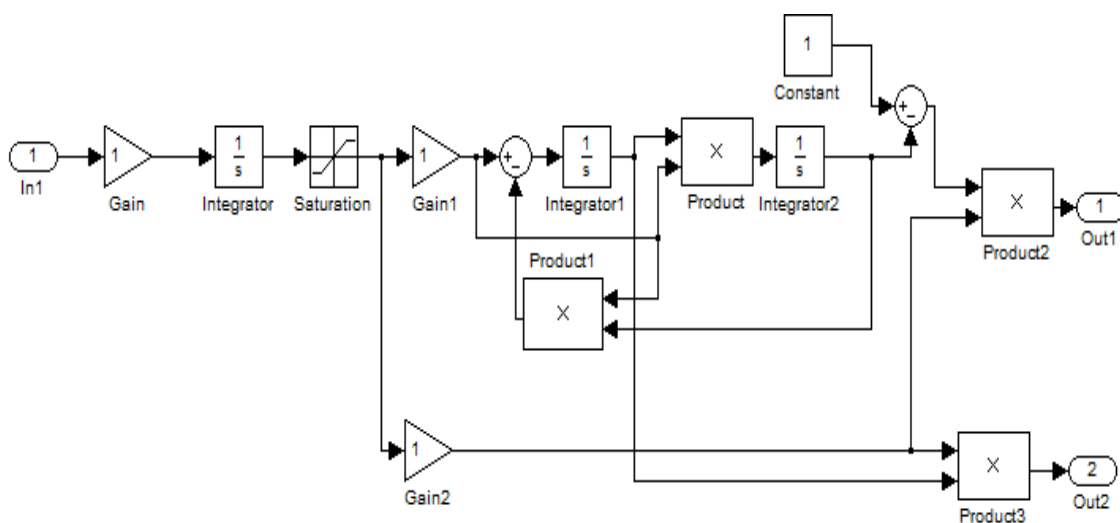 1
Constant
+
−
1
In1
1
Gain
1
s
Integrator
Saturation
1
Gain1
+
−
1
s
Integrator1
X
Product
1
s
Integrator2
X
Product2
1
Out1
Product1
X
1
Gain2
X
Product3
2
Out2